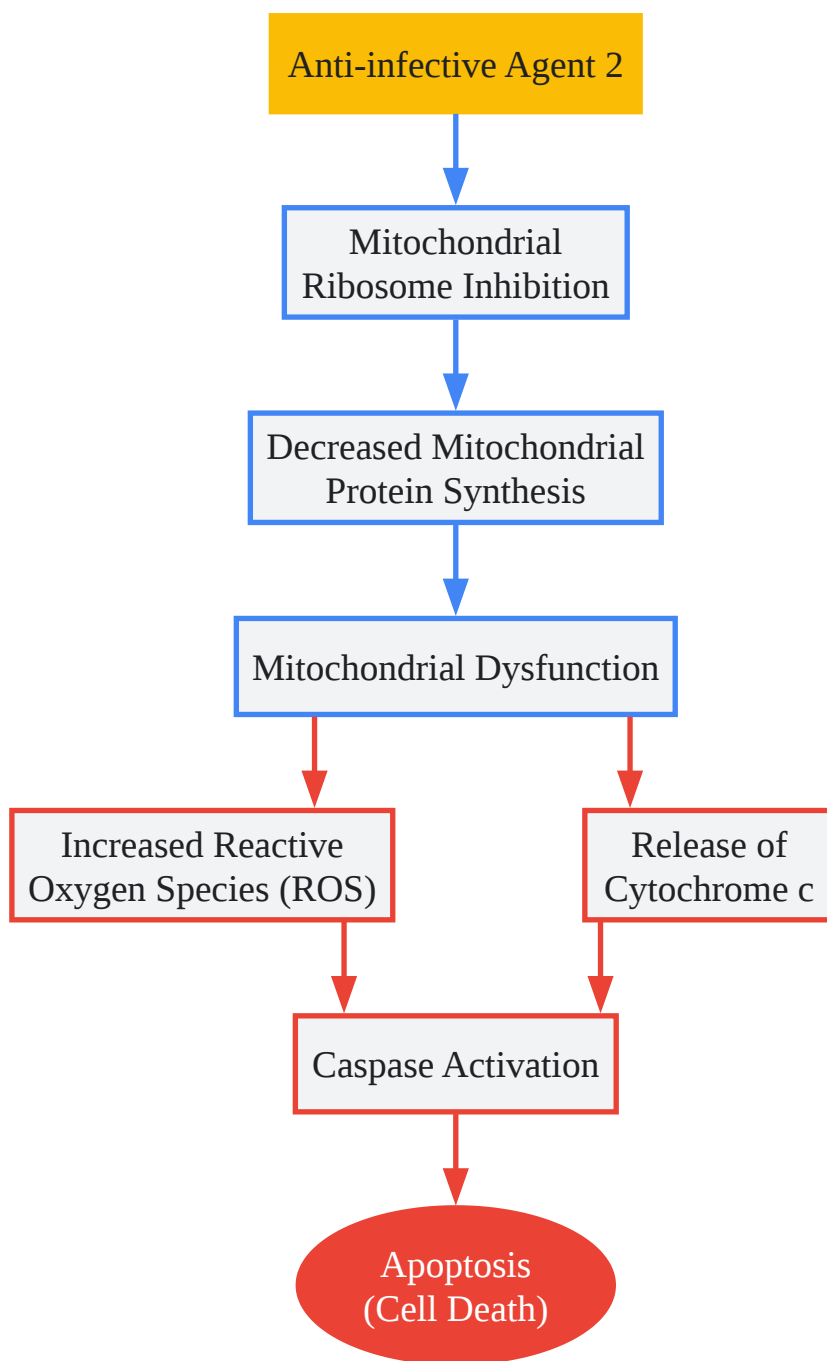 Anti-infective Agent 2
Mitochondrial
Ribosome Inhibition
Decreased Mitochondrial
Protein Synthesis
Mitochondrial Dysfunction
Increased Reactive
Oxygen Species (ROS)
Release of
Cytochrome c
Caspase Activation
Apoptosis
(Cell Death)